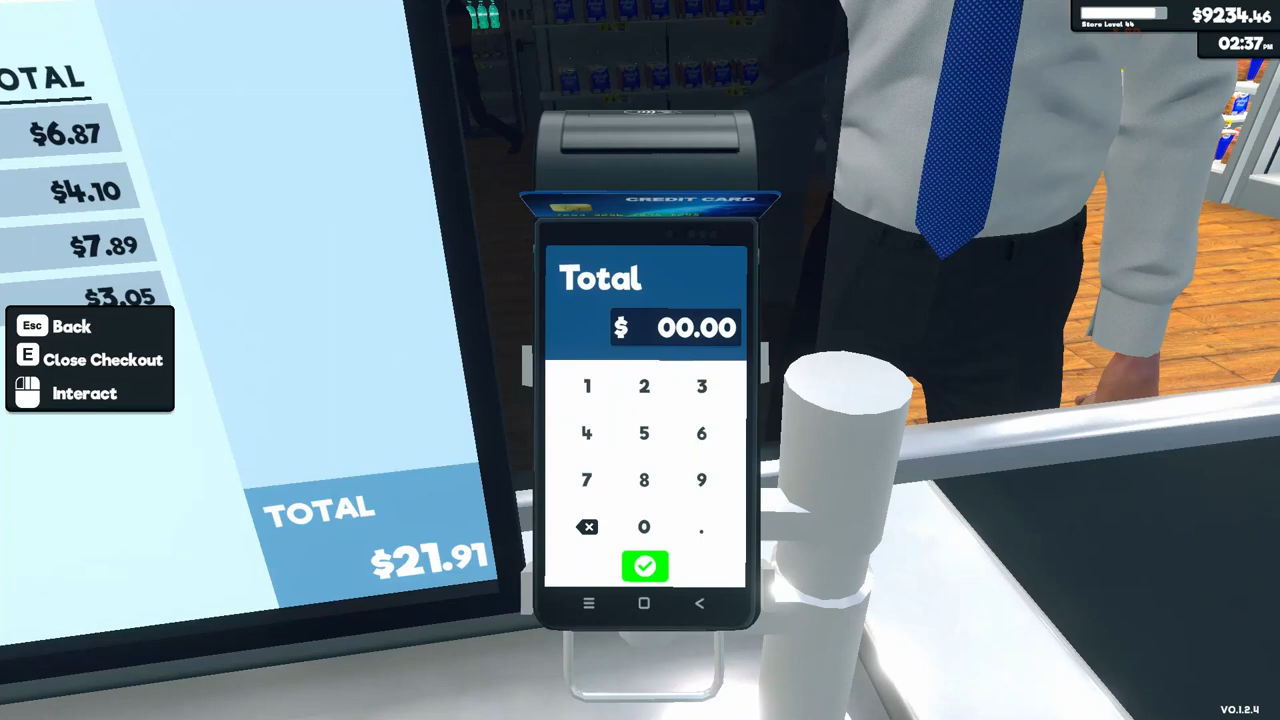 $9234.46
Store Level 44
02:37PM
OTAL
$6.87
$4.10
$7.89
$3.05
Esc Back
E Close Checkout
Interact
CREDIT CARD
Total
$ 00.00
1 2 3
4 5 6
7 8 9
0 .
TOTAL
$21.91
V0.1.2.4